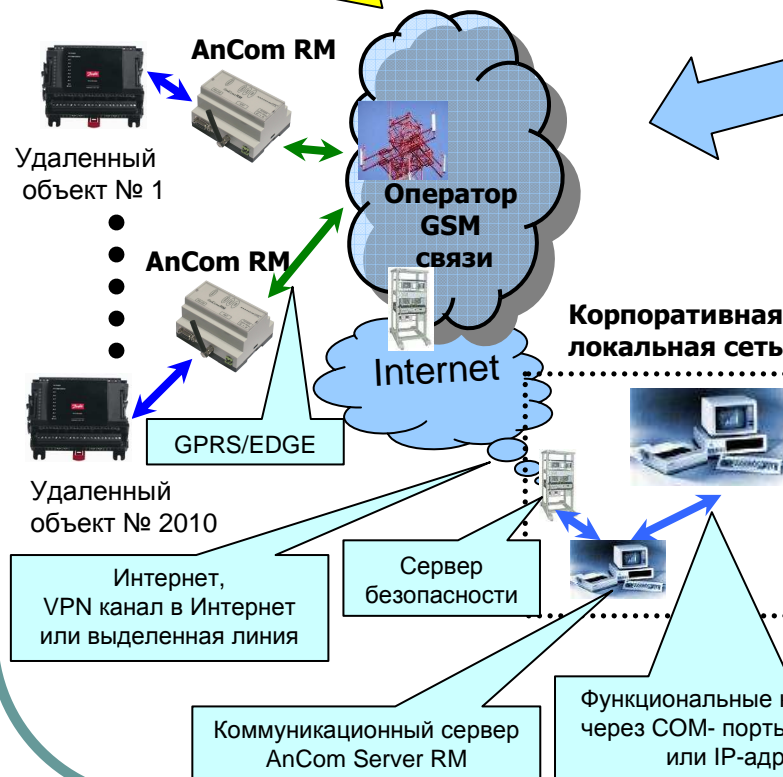 AnCom RM
Удаленный
объект № 1
Оператор
GSM
связи
AnCom RM
Корпоративная
локальная сеть
Internet
GPRS/EDGE
Удаленный
объект № 2010
Интернет,
VPN канал в Интернет
или выделенная линия
Сервер
безопасности
Коммуникационный сервер
AnCom Server RM
Функциональные
через COM- порты
или IP-адр